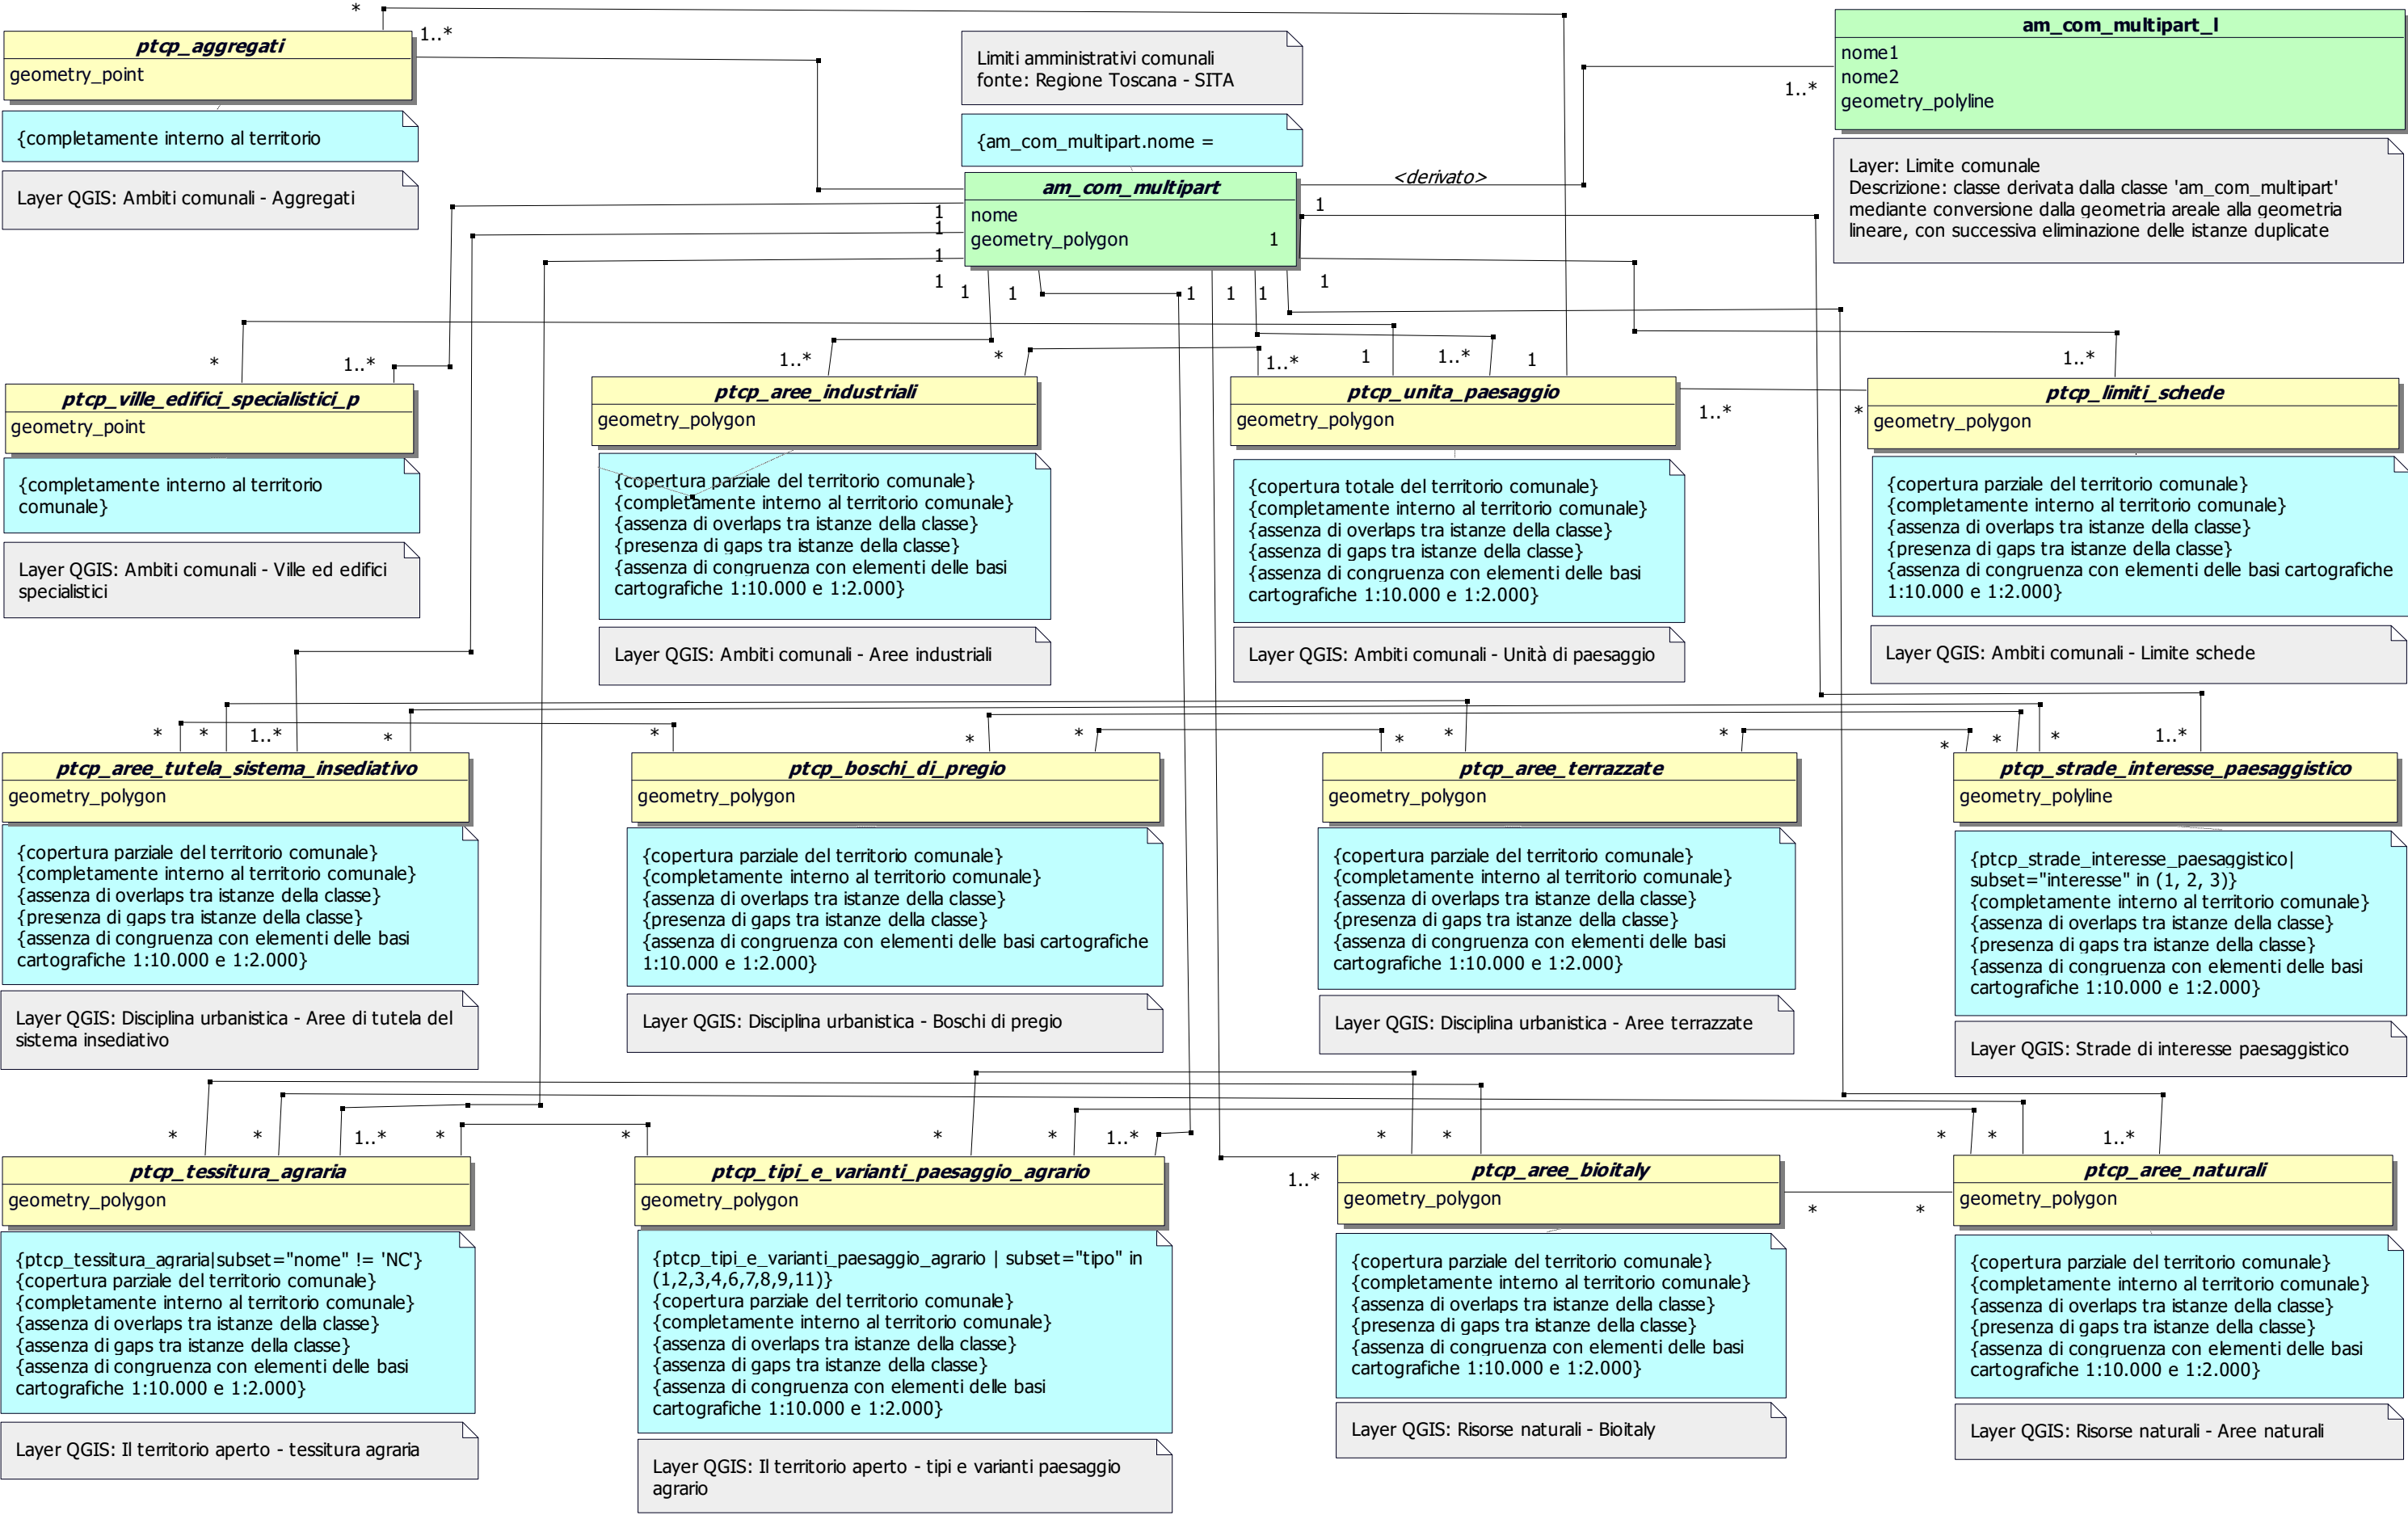 *
1..*
ptcp_aggregati
geometry_point
{completamente interno al territorio
Layer QGIS: Ambiti comunali - Aggregati
Limiti amministrativi comunali
fonte: Regione Toscana - SITA
{am_com_multipart.nome =
am_com_multipart
nome
geometry_polygon
1
1
1
1
1
1
1
1
1
1
1
1
<derivato>
1..*
am_com_multipart_l
nome1
nome2
geometry_polyline
Layer: Limite comunale
Descrizione: classe derivata dalla classe 'am_com_multipart'
mediante conversione dalla geometria areale alla geometria
lineare, con successiva eliminazione delle istanze duplicate
*
1..*
ptcp_ville_edifici_specialistici_p
geometry_point
{completamente interno al territorio
comunale}
Layer QGIS: Ambiti comunali - Ville ed edifici
specialistici
1..*
*
ptcp_aree_industriali
geometry_polygon
{copertura parziale del territorio comunale}
{completamente interno al territorio comunale}
{assenza di overlaps tra istanze della classe}
{presenza di gaps tra istanze della classe}
{assenza di congruenza con elementi delle basi
cartografiche 1:10.000 e 1:2.000}
Layer QGIS: Ambiti comunali - Aree industriali
1..*
1
1..*
1
ptcp_unita_paesaggio
geometry_polygon
1..*
*
{copertura totale del territorio comunale}
{completamente interno al territorio comunale}
{assenza di overlaps tra istanze della classe}
{assenza di gaps tra istanze della classe}
{assenza di congruenza con elementi delle basi
cartografiche 1:10.000 e 1:2.000}
Layer QGIS: Ambiti comunali - Unità di paesaggio
1..*
ptcp_limiti_schede
geometry_polygon
{copertura parziale del territorio comunale}
{completamente interno al territorio comunale}
{assenza di overlaps tra istanze della classe}
{presenza di gaps tra istanze della classe}
{assenza di congruenza con elementi delle basi cartografiche
1:10.000 e 1:2.000}
Layer QGIS: Ambiti comunali - Limite schede
*
*
1..*
*
ptcp_aree_tutela_sistema_insediativo
geometry_polygon
{copertura parziale del territorio comunale}
{completamente interno al territorio comunale}
{assenza di overlaps tra istanze della classe}
{presenza di gaps tra istanze della classe}
{assenza di congruenza con elementi delle basi
cartografiche 1:10.000 e 1:2.000}
Layer QGIS: Disciplina urbanistica - Aree di tutela del
sistema insediativo
*
*
*
ptcp_boschi_di_pregio
geometry_polygon
{copertura parziale del territorio comunale}
{completamente interno al territorio comunale}
{assenza di overlaps tra istanze della classe}
{presenza di gaps tra istanze della classe}
{assenza di congruenza con elementi delle basi cartografiche
1:10.000 e 1:2.000}
Layer QGIS: Disciplina urbanistica - Boschi di pregio
*
*
*
ptcp_aree_terrazzate
geometry_polygon
{copertura parziale del territorio comunale}
{completamente interno al territorio comunale}
{assenza di overlaps tra istanze della classe}
{presenza di gaps tra istanze della classe}
{assenza di congruenza con elementi delle basi
cartografiche 1:10.000 e 1:2.000}
Layer QGIS: Disciplina urbanistica - Aree terrazzate
*
*
*
1..*
ptcp_strade_interesse_paesaggistico
geometry_polyline
{ptcp_strade_interesse_paesaggistico|
subset="interesse" in (1, 2, 3)}
{completamente interno al territorio comunale}
{assenza di overlaps tra istanze della classe}
{presenza di gaps tra istanze della classe}
{assenza di congruenza con elementi delle basi
cartografiche 1:10.000 e 1:2.000}
Layer QGIS: Strade di interesse paesaggistico
*
*
1..*
*
ptcp_tessitura_agraria
geometry_polygon
{ptcp_tessitura_agraria|subset="nome" != 'NC'}
{copertura parziale del territorio comunale}
{completamente interno al territorio comunale}
{assenza di overlaps tra istanze della classe}
{assenza di gaps tra istanze della classe}
{assenza di congruenza con elementi delle basi
cartografiche 1:10.000 e 1:2.000}
Layer QGIS: Il territorio aperto - tessitura agraria
*
*
*
1..*
ptcp_tipi_e_varianti_paesaggio_agrario
geometry_polygon
{ptcp_tipi_e_varianti_paesaggio_agrario | subset="tipo" in
(1,2,3,4,6,7,8,9,11)}
{copertura parziale del territorio comunale}
{completamente interno al territorio comunale}
{assenza di overlaps tra istanze della classe}
{assenza di gaps tra istanze della classe}
{assenza di congruenza con elementi delle basi
cartografiche 1:10.000 e 1:2.000}
Layer QGIS: Il territorio aperto - tipi e varianti paesaggio
agrario
1..*
*
*
ptcp_aree_bioitaly
geometry_polygon
*
*
{copertura parziale del territorio comunale}
{completamente interno al territorio comunale}
{assenza di overlaps tra istanze della classe}
{presenza di gaps tra istanze della classe}
{assenza di congruenza con elementi delle basi
cartografiche 1:10.000 e 1:2.000}
Layer QGIS: Risorse naturali - Bioitaly
*
*
1..*
ptcp_aree_naturali
geometry_polygon
{copertura parziale del territorio comunale}
{completamente interno al territorio comunale}
{assenza di overlaps tra istanze della classe}
{presenza di gaps tra istanze della classe}
{assenza di congruenza con elementi delle basi
cartografiche 1:10.000 e 1:2.000}
Layer QGIS: Risorse naturali - Aree naturali